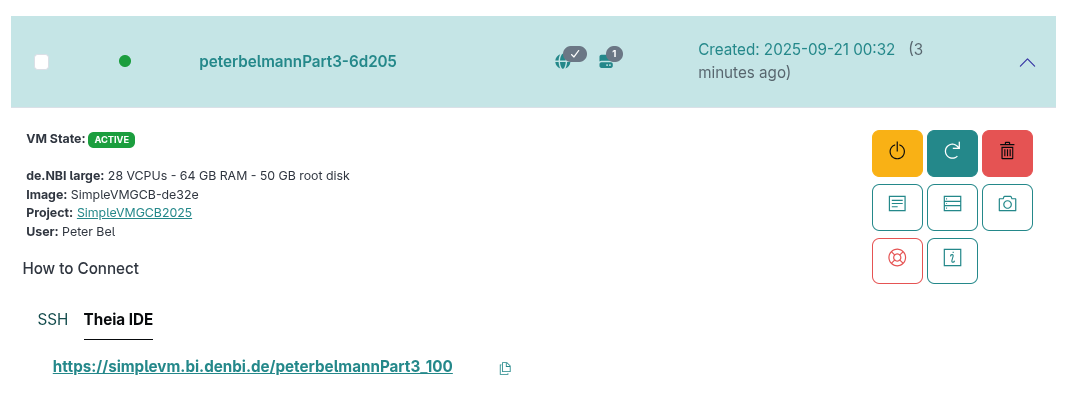 peterbelmannPart3-6d205
1
Created: 2025-09-21 00:32 (3
minutes ago)
VM State: ACTIVE
de.NBI large: 28 VCPUs - 64 GB RAM - 50 GB root disk
Image: SimpleVMGCB-de32e
Project: SimpleVMGCB2025
User: Peter Bel
How to Connect
SSH Theia IDE
https://simplevm.bi.denbi.de/peterbelmannPart3_100